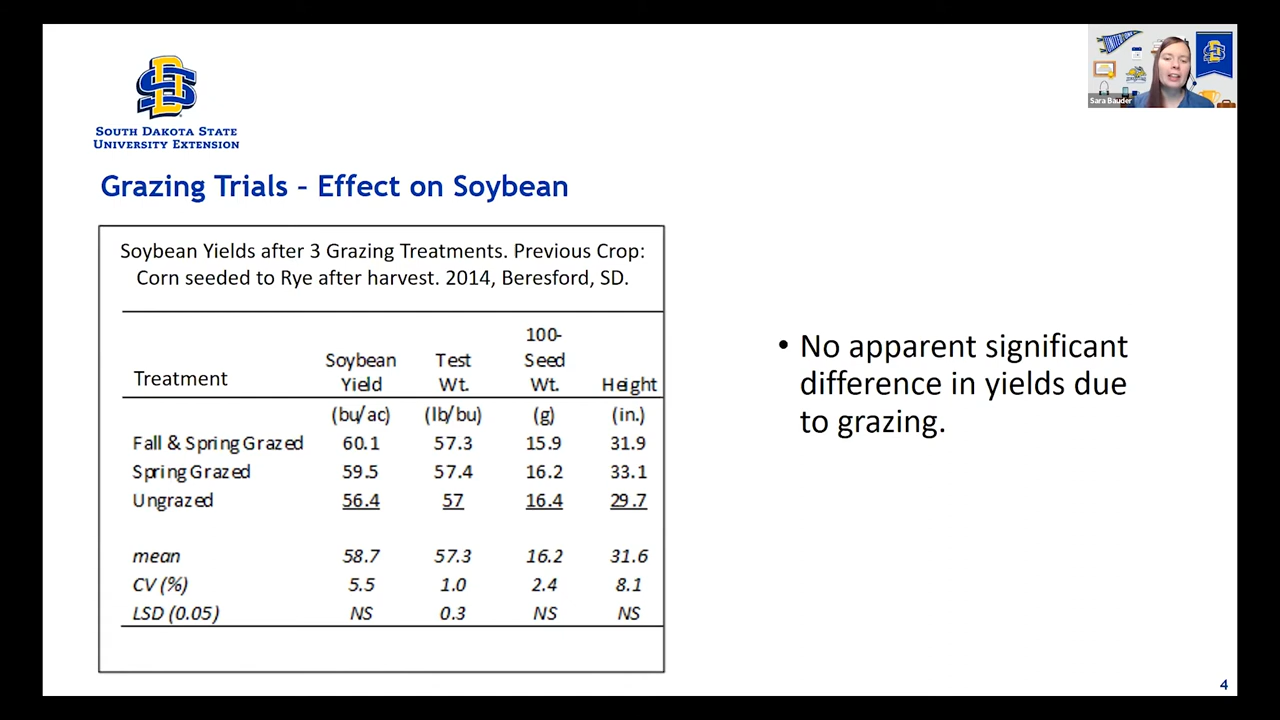 SOUTH DAKOTA STATE
UNIVERSITY EXTENSION
Sara Bauder
Grazing Trials – Effect on Soybean
Soybean Yields after 3 Grazing Treatments. Previous Crop:
Corn seeded to Rye after harvest. 2014, Beresford, SD.
Treatment Soybean Yield Test Wt. 100-Seed Wt. Height
(bu/ac) (lb/bu) (g) (in.)
Fall & Spring Grazed 60.1 57.3 15.9 31.9
Spring Grazed 59.5 57.4 16.2 33.1
Ungrazed 56.4 57 16.4 29.7
mean 58.7 57.3 16.2 31.6
CV (%) 5.5 1.0 2.4 8.1
LSD (0.05) NS 0.3 NS NS
• No apparent significant
difference in yields due
to grazing.
4